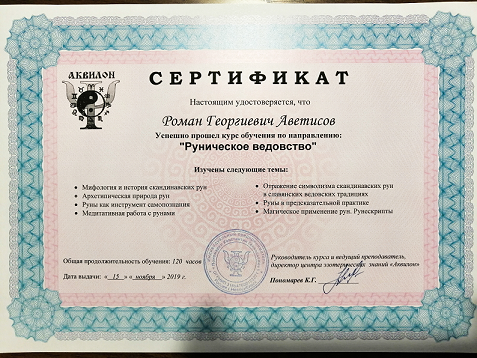 АКВИЛОН
СЕРТИФИКАТ
Настоящим удостоверяется, что
Роман Георгиевич Аветисов
Успешно прошел курс обучения по направлению:
"Руническое ведовство"
Изучены следующие темы:
• Мифология и история скандинавских рун
• Архетипическая природа рун
• Руны как инструмент самопознания
• Медитативная работа с рунами
• Отражение символизма скандинавских рун
в славянских ведовских традициях
• Руны в предсказательной практике
• Магическое применение рун. Рунескрипты
Общая продолжительность обучения: 120 часов
Дата выдачи: « 15 » « ноября » 2019 г.
Руководитель курса и ведущий преподаватель,
директор центра эзотерических знаний «Аквилон»
Пономарев К.Г.